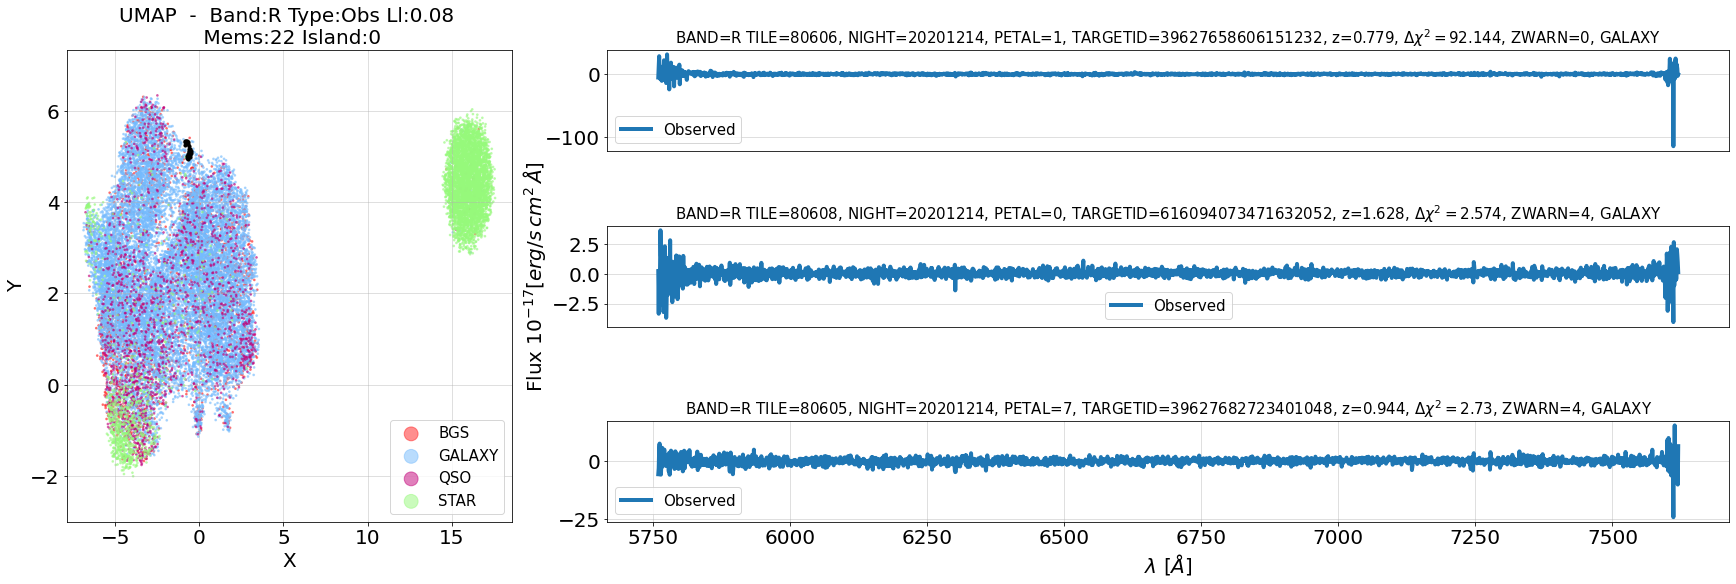 UMAP - Band:R Type:Obs Ll:0.08
Mems:22 Island:0
6
4
2
0
−2
Y
−5
0
5
10
15
X
BGS
GALAXY
QSO
STAR
Flux 10⁻¹⁷[erg/s cm² Å]
BAND=R TILE=80606, NIGHT=20201214, PETAL=1, TARGETID=39627658606151232, z=0.779, Δχ² = 92.144, ZWARN=0, GALAXY
0
−100
Observed
BAND=R TILE=80608, NIGHT=20201214, PETAL=0, TARGETID=616094073471632052, z=1.628, Δχ² = 2.574, ZWARN=4, GALAXY
2.5
0.0
−2.5
Observed
BAND=R TILE=80605, NIGHT=20201214, PETAL=7, TARGETID=39627682723401048, z=0.944, Δχ² = 2.73, ZWARN=4, GALAXY
0
−25
Observed
5750
6000
6250
6500
6750
7000
7250
7500
λ [Å]